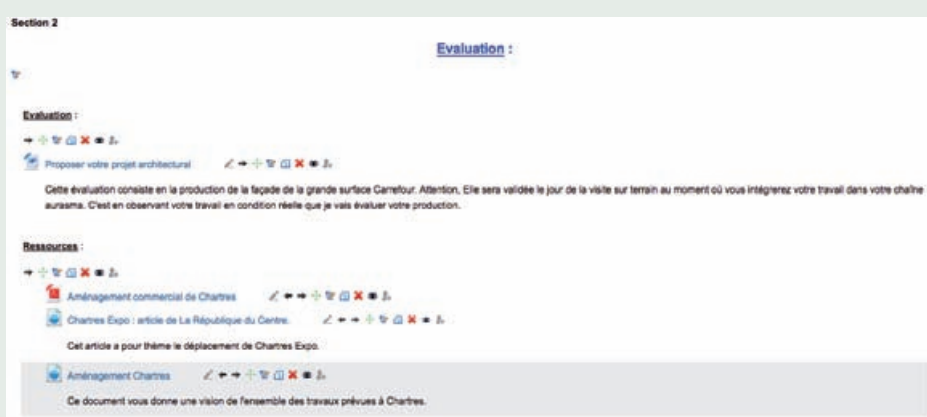 Section 2
Evaluation :
Evaluation :
Proposer votre projet architectural
Cette évaluation consiste en la production de la façade de la grande surface Carrefour. Attention, Elle sera validée le jour de la visite sur terrain au moment où vous intégrerez votre travail dans votre chaîne
aurasma. C'est en observant votre travail en condition réelle que je vais évaluer votre production.
Ressources :
Aménagement commercial de Chartres
Chartres Expo : article de La République du Centre.
Cet article a pour thème le déplacement de Chartres Expo.
Aménagement Chartres
Ce document vous donne une vision de l'ensemble des travaux prévues à Chartres.